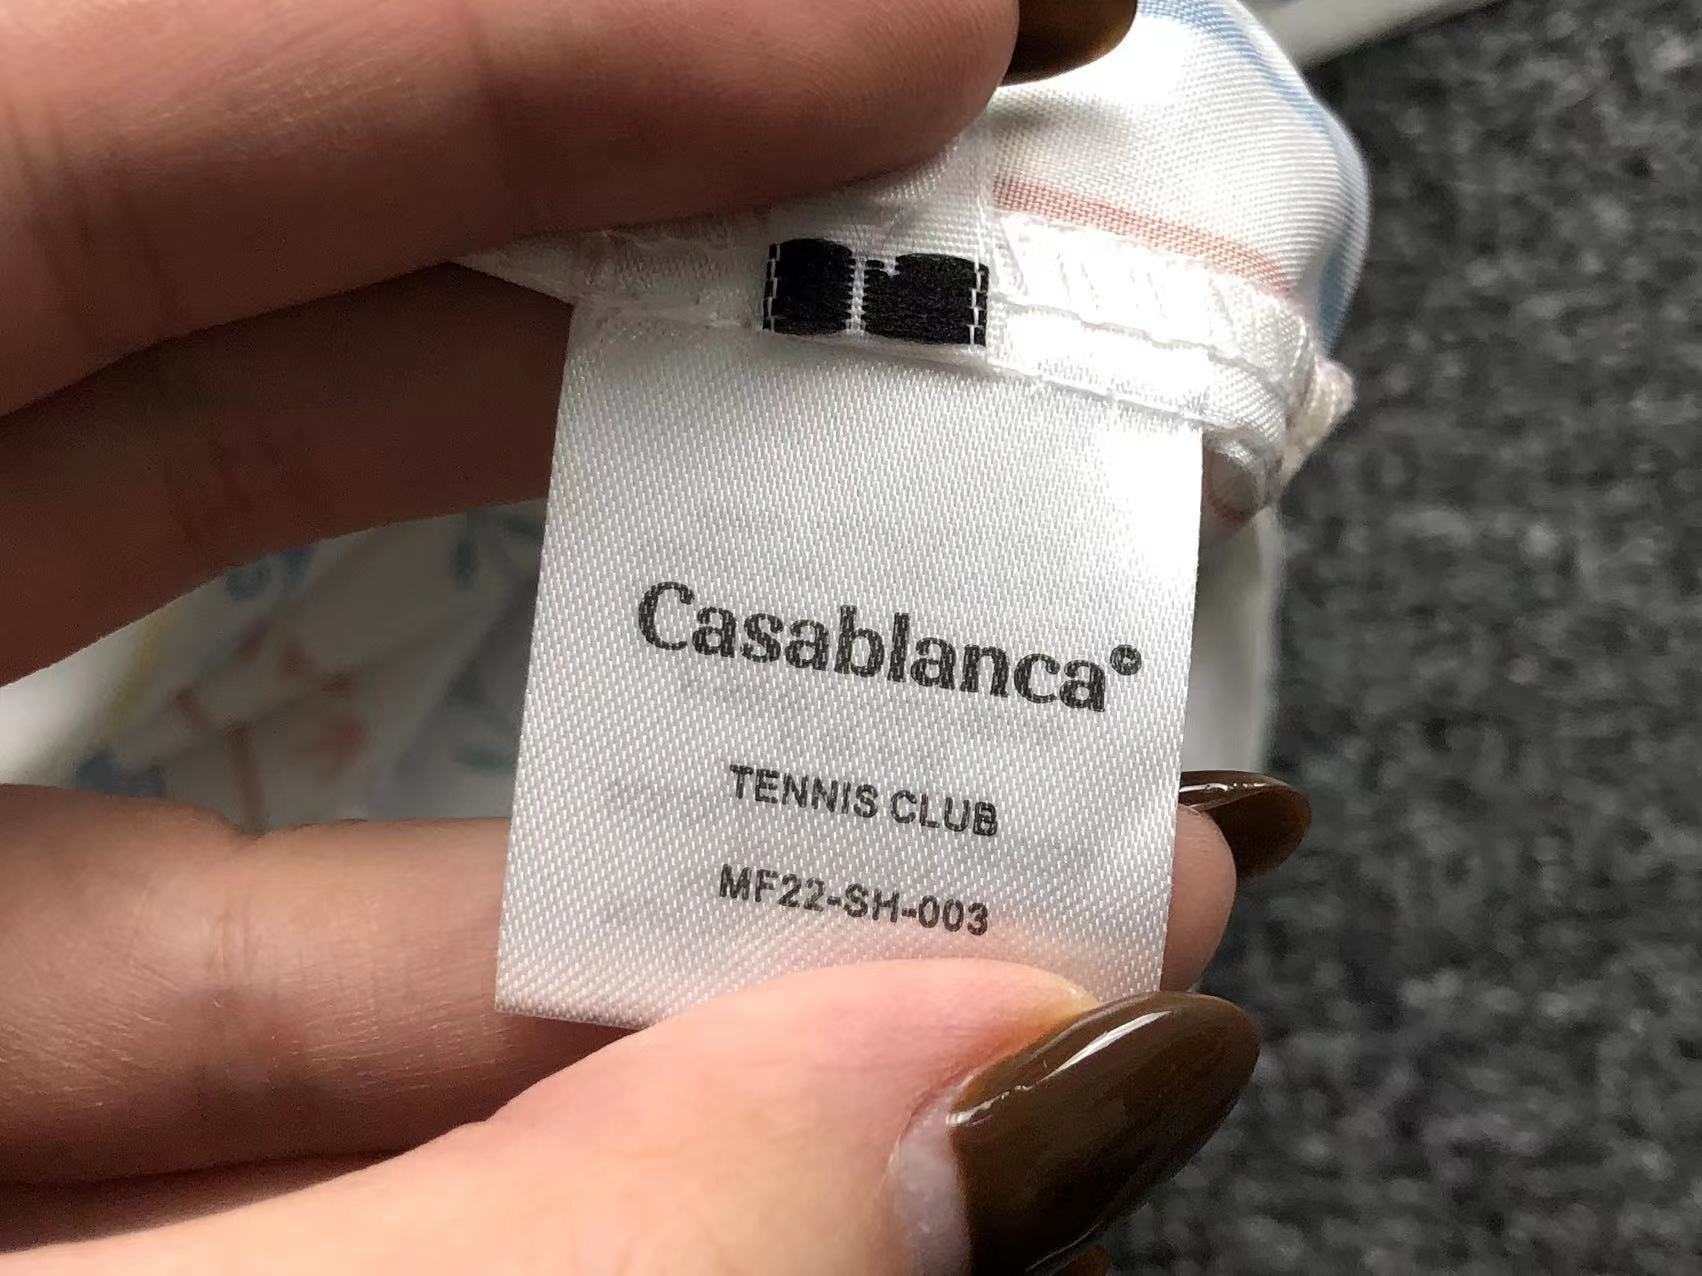 Casablanca©
TENNIS CLUB
MF22-SH-003